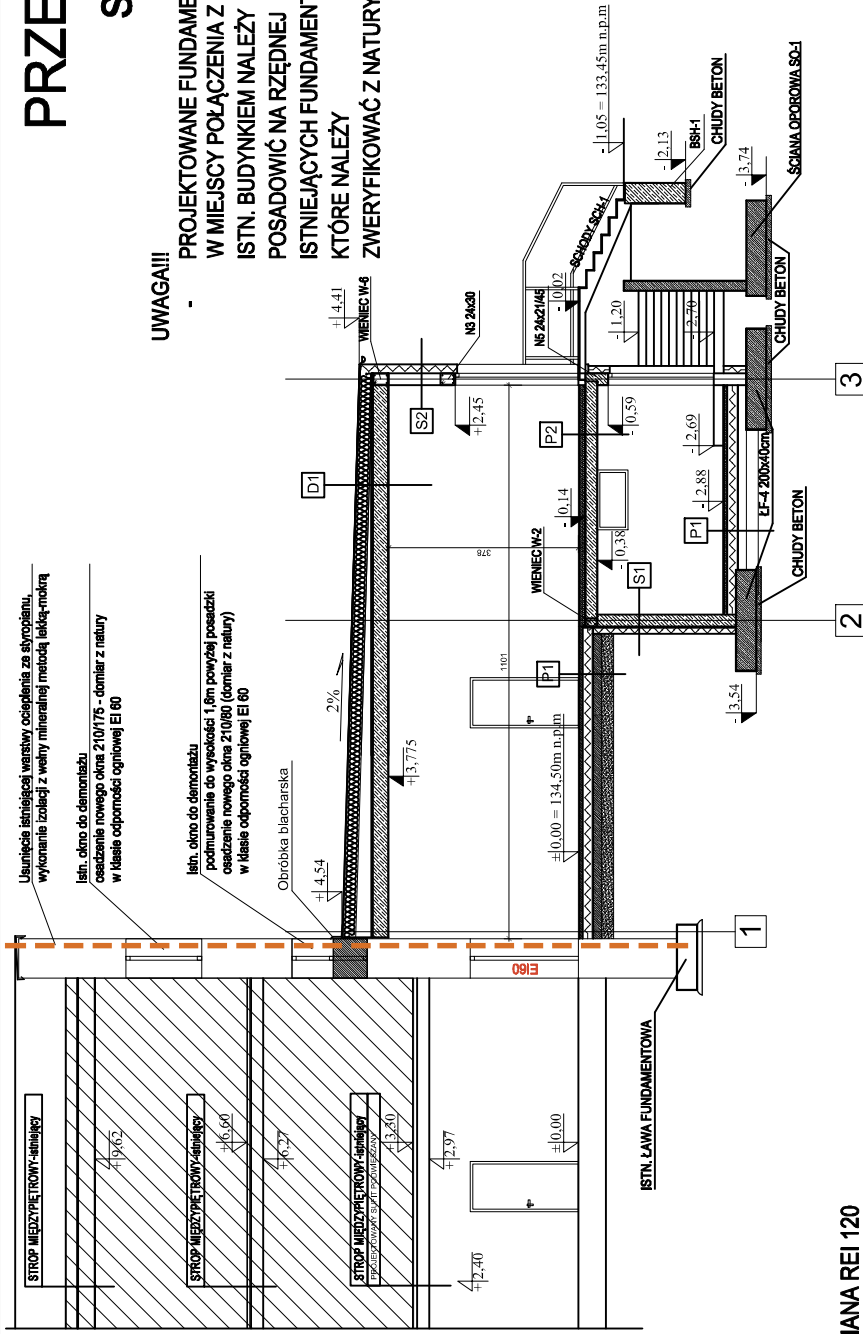 PRZE
S
UWAGA!!!
- PROJEKTOWANE FUNDAME
W MIEJSCY POŁĄCZENIA Z
ISTN. BUDYNKIEM NALEŻY
POSADOWIĆ NA RZĘDNEJ
ISTNIEJĄCYCH FUNDAMENT
KTÓRE NALEŻY
ZWERYFIKOWAĆ Z NATURY
Usunięcie istniejącej warstwy ocieplenia ze styropianu,
wykonanie izolacji z wełny mineralnej metodą lekką-mokrą
Istn. okno do demontażu
osadzenie nowego okna 210/175 - domiar z natury
w klasie odporności ogniowej EI 60
Istn. okno do demontażu
podmurowanie do wysokości 1,6m powyżej posadzki
osadzenie nowego okna 210/80 (domiar z natury)
w klasie odporności ogniowej EI 60
Obróbka blacharska
+4,54
2%
D1
S2
+4,41
WIENIEC W-6
N3 24x30
+2,45
+3,775
378
1101
±0,00 = 134,50m n.p.m
P1
WIENIEC W-2
- 0,14
- 0,38
S1
P2
- 0,59
N5 24x21/45
- 0,02
SCHODY SCH-1
- 1,05 = 133,45m n.p.m
- 2,13
BSH-1
CHUDY BETON
- 3,74
ŚCIANA OPOROWA SO-1
- 1,20
- 2,70
CHUDY BETON
- 2,69
- 2,88
P1
ŁF-4 200x40cm
CHUDY BETON
- 3,54
1
2
3
STROP MIĘDZYPIĘTROWY-istniejący
+9,62
STROP MIĘDZYPIĘTROWY-istniejący
+6,60
+6,27
STROP MIĘDZYPIĘTROWY-istniejący
PROJEKTOWANY SUFIT PODWIESZANY
+3,30
+2,97
+2,40
±0,00
EI60
ISTN. ŁAWA FUNDAMENTOWA
IANA REI 120